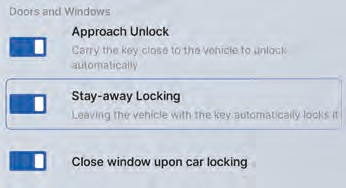 Doors and Windows
Approach Unlock
Carry the key close to the vehicle to unlock
automatically
Stay-away Locking
Leaving the vehicle with the key automatically locks it
Close window upon car locking